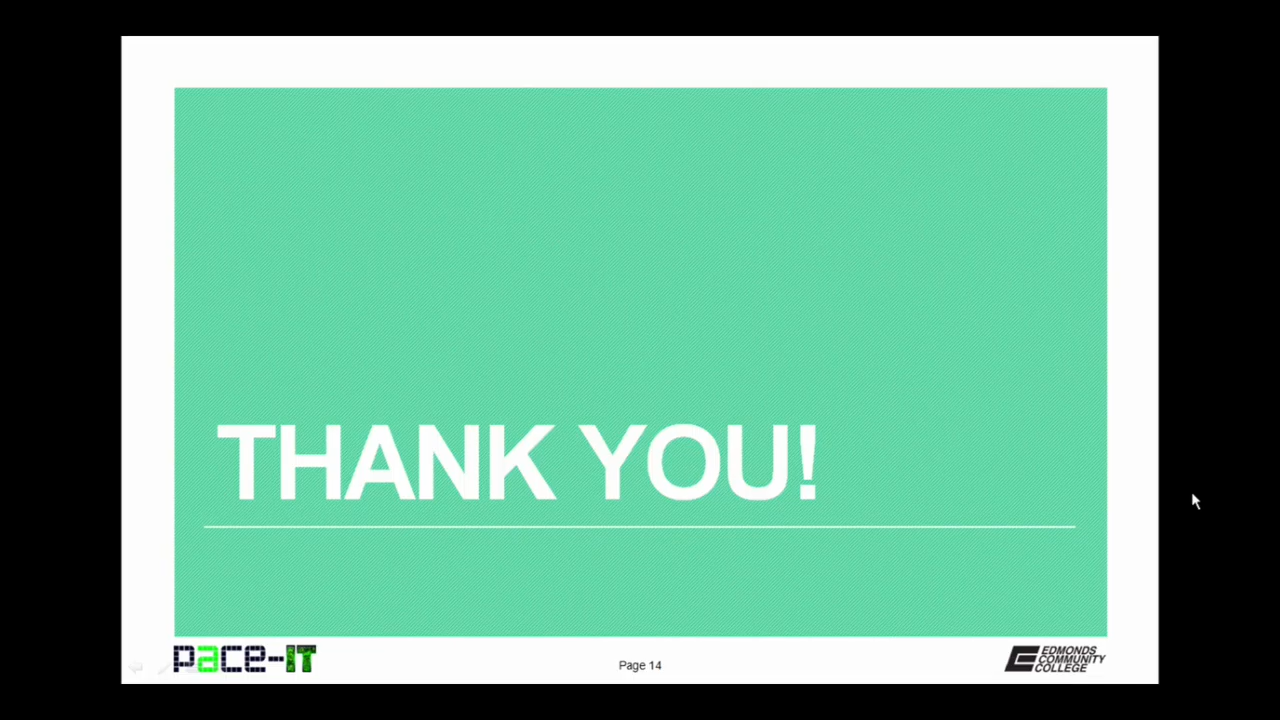 THANK YOU!
pace-IT
Page 14
EDMONDS
COMMUNITY
COLLEGE